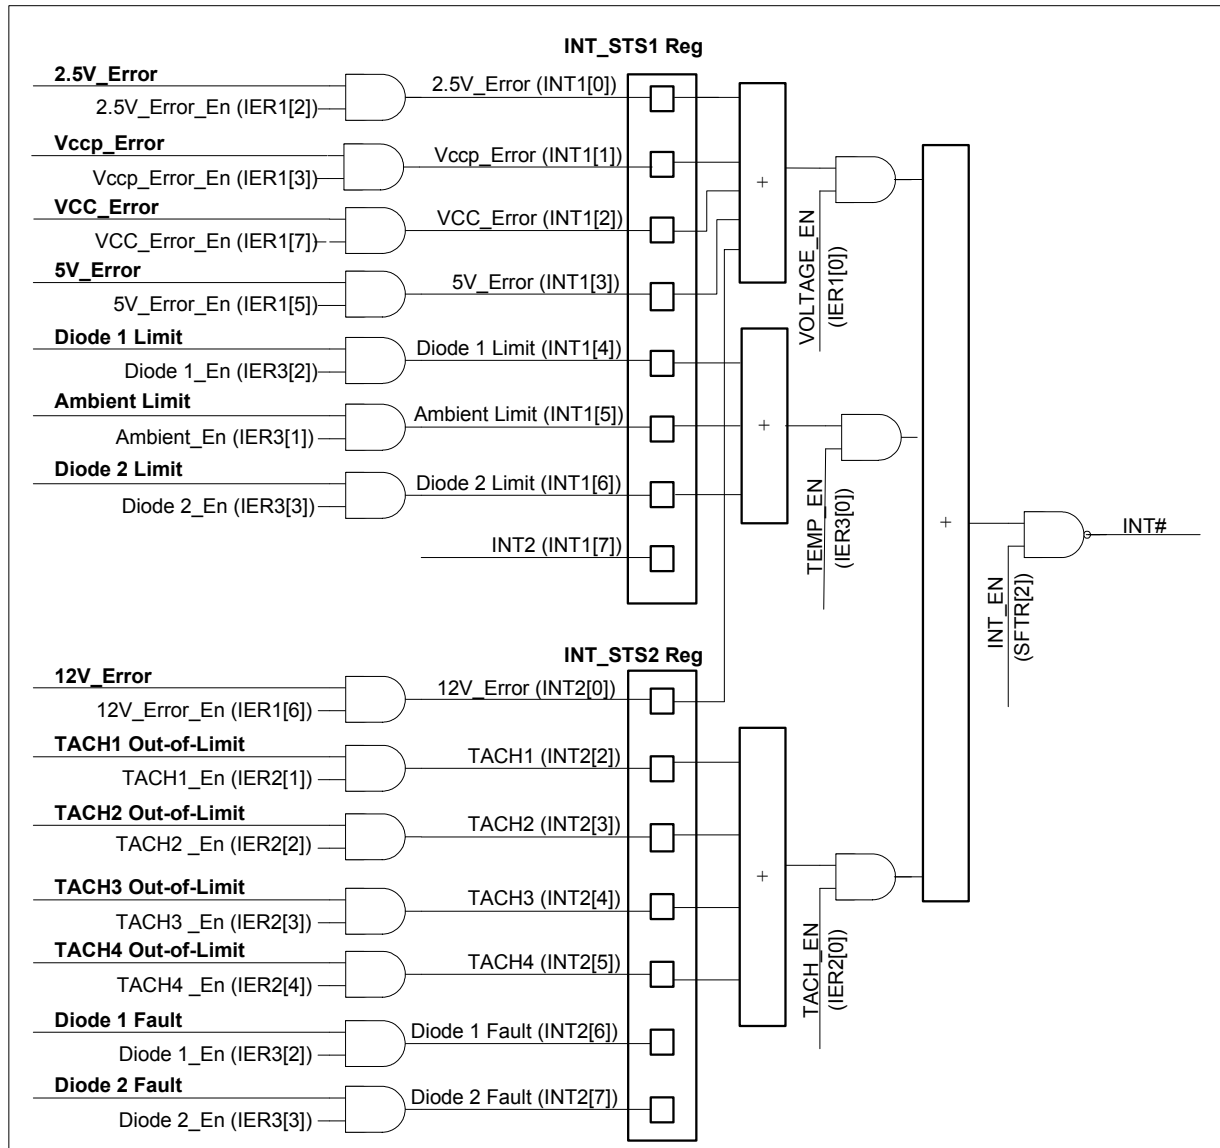 INT_STS1 Reg
2.5V_Error
2.5V_Error_En (IER1[2])
2.5V_Error (INT1[0])
Vccp_Error
Vccp_Error_En (IER1[3])
Vccp_Error (INT1[1])
VCC_Error
VCC_Error_En (IER1[7])
VCC_Error (INT1[2])
5V_Error
5V_Error_En (IER1[5])
5V_Error (INT1[3])
Diode 1 Limit
Diode 1_En (IER3[2])
Diode 1 Limit (INT1[4])
Ambient Limit
Ambient_En (IER3[1])
Ambient Limit (INT1[5])
Diode 2 Limit
Diode 2_En (IER3[3])
Diode 2 Limit (INT1[6])
INT2 (INT1[7])
+
VOLTAGE_EN
(IER1[0])
+
TEMP_EN
(IER3[0])
+
INT_EN
(SFTR[2])
INT#
INT_STS2 Reg
12V_Error
12V_Error_En (IER1[6])
12V_Error (INT2[0])
TACH1 Out-of-Limit
TACH1_En (IER2[1])
TACH1 (INT2[2])
TACH2 Out-of-Limit
TACH2 _En (IER2[2])
TACH2 (INT2[3])
TACH3 Out-of-Limit
TACH3 _En (IER2[3])
TACH3 (INT2[4])
TACH4 Out-of-Limit
TACH4 _En (IER2[4])
TACH4 (INT2[5])
Diode 1 Fault
Diode 1_En (IER3[2])
Diode 1 Fault (INT2[6])
Diode 2 Fault
Diode 2_En (IER3[3])
Diode 2 Fault (INT2[7])
+
TACH_EN
(IER2[0])